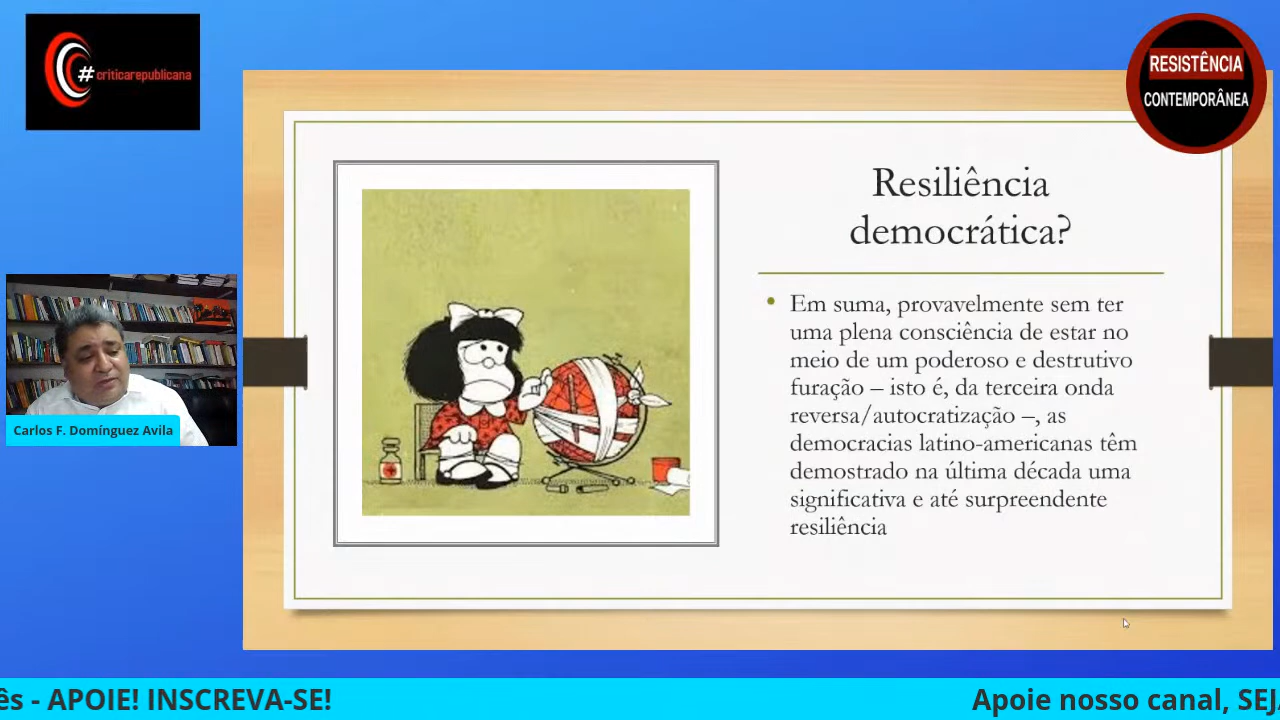 #criticarepublicana
RESISTÊNCIA
CONTEMPORÂNEA
Resiliência
democrática?
• Em suma, provavelmente sem ter
uma plena consciência de estar no
meio de um poderoso e destrutivo
furação – isto é, da terceira onda
reversa/autocratização –, as
democracias latino-americanas têm
demostrado na última década uma
significativa e até surpreendente
resiliência
Carlos F. Domínguez Avila
ês - APOIE! INSCREVA-SE!
Apoie nosso canal, SEJ